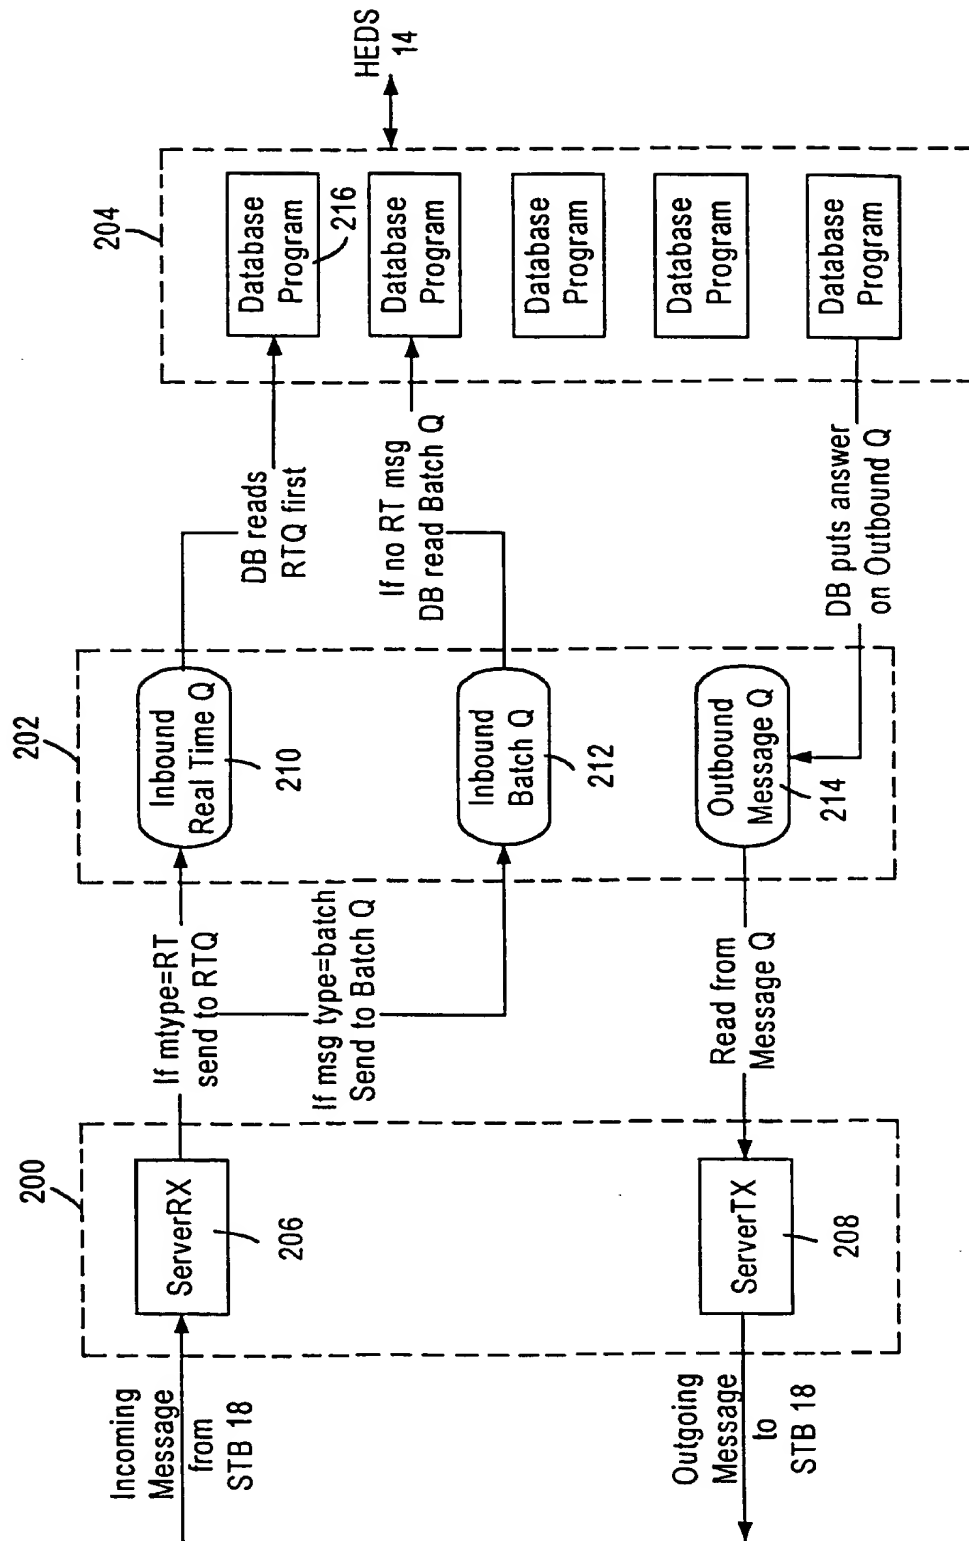 Incoming
Message
from
STB 18
200
ServerRX
206
If mtype=RT
send to RTQ
If msg type=batch
Send to Batch Q
202
Inbound
Real Time Q
210
Inbound
Batch Q
212
DB reads
RTQ first
If no RT msg
DB read Batch Q
204
Database
Program
216
Database
Program
Database
Program
Database
Program
Database
Program
HEDS
14
DB puts answer
on Outbound Q
Outbound
Message Q
214
Read from
Message Q
ServerTX
208
Outgoing
Message
to
STB 18